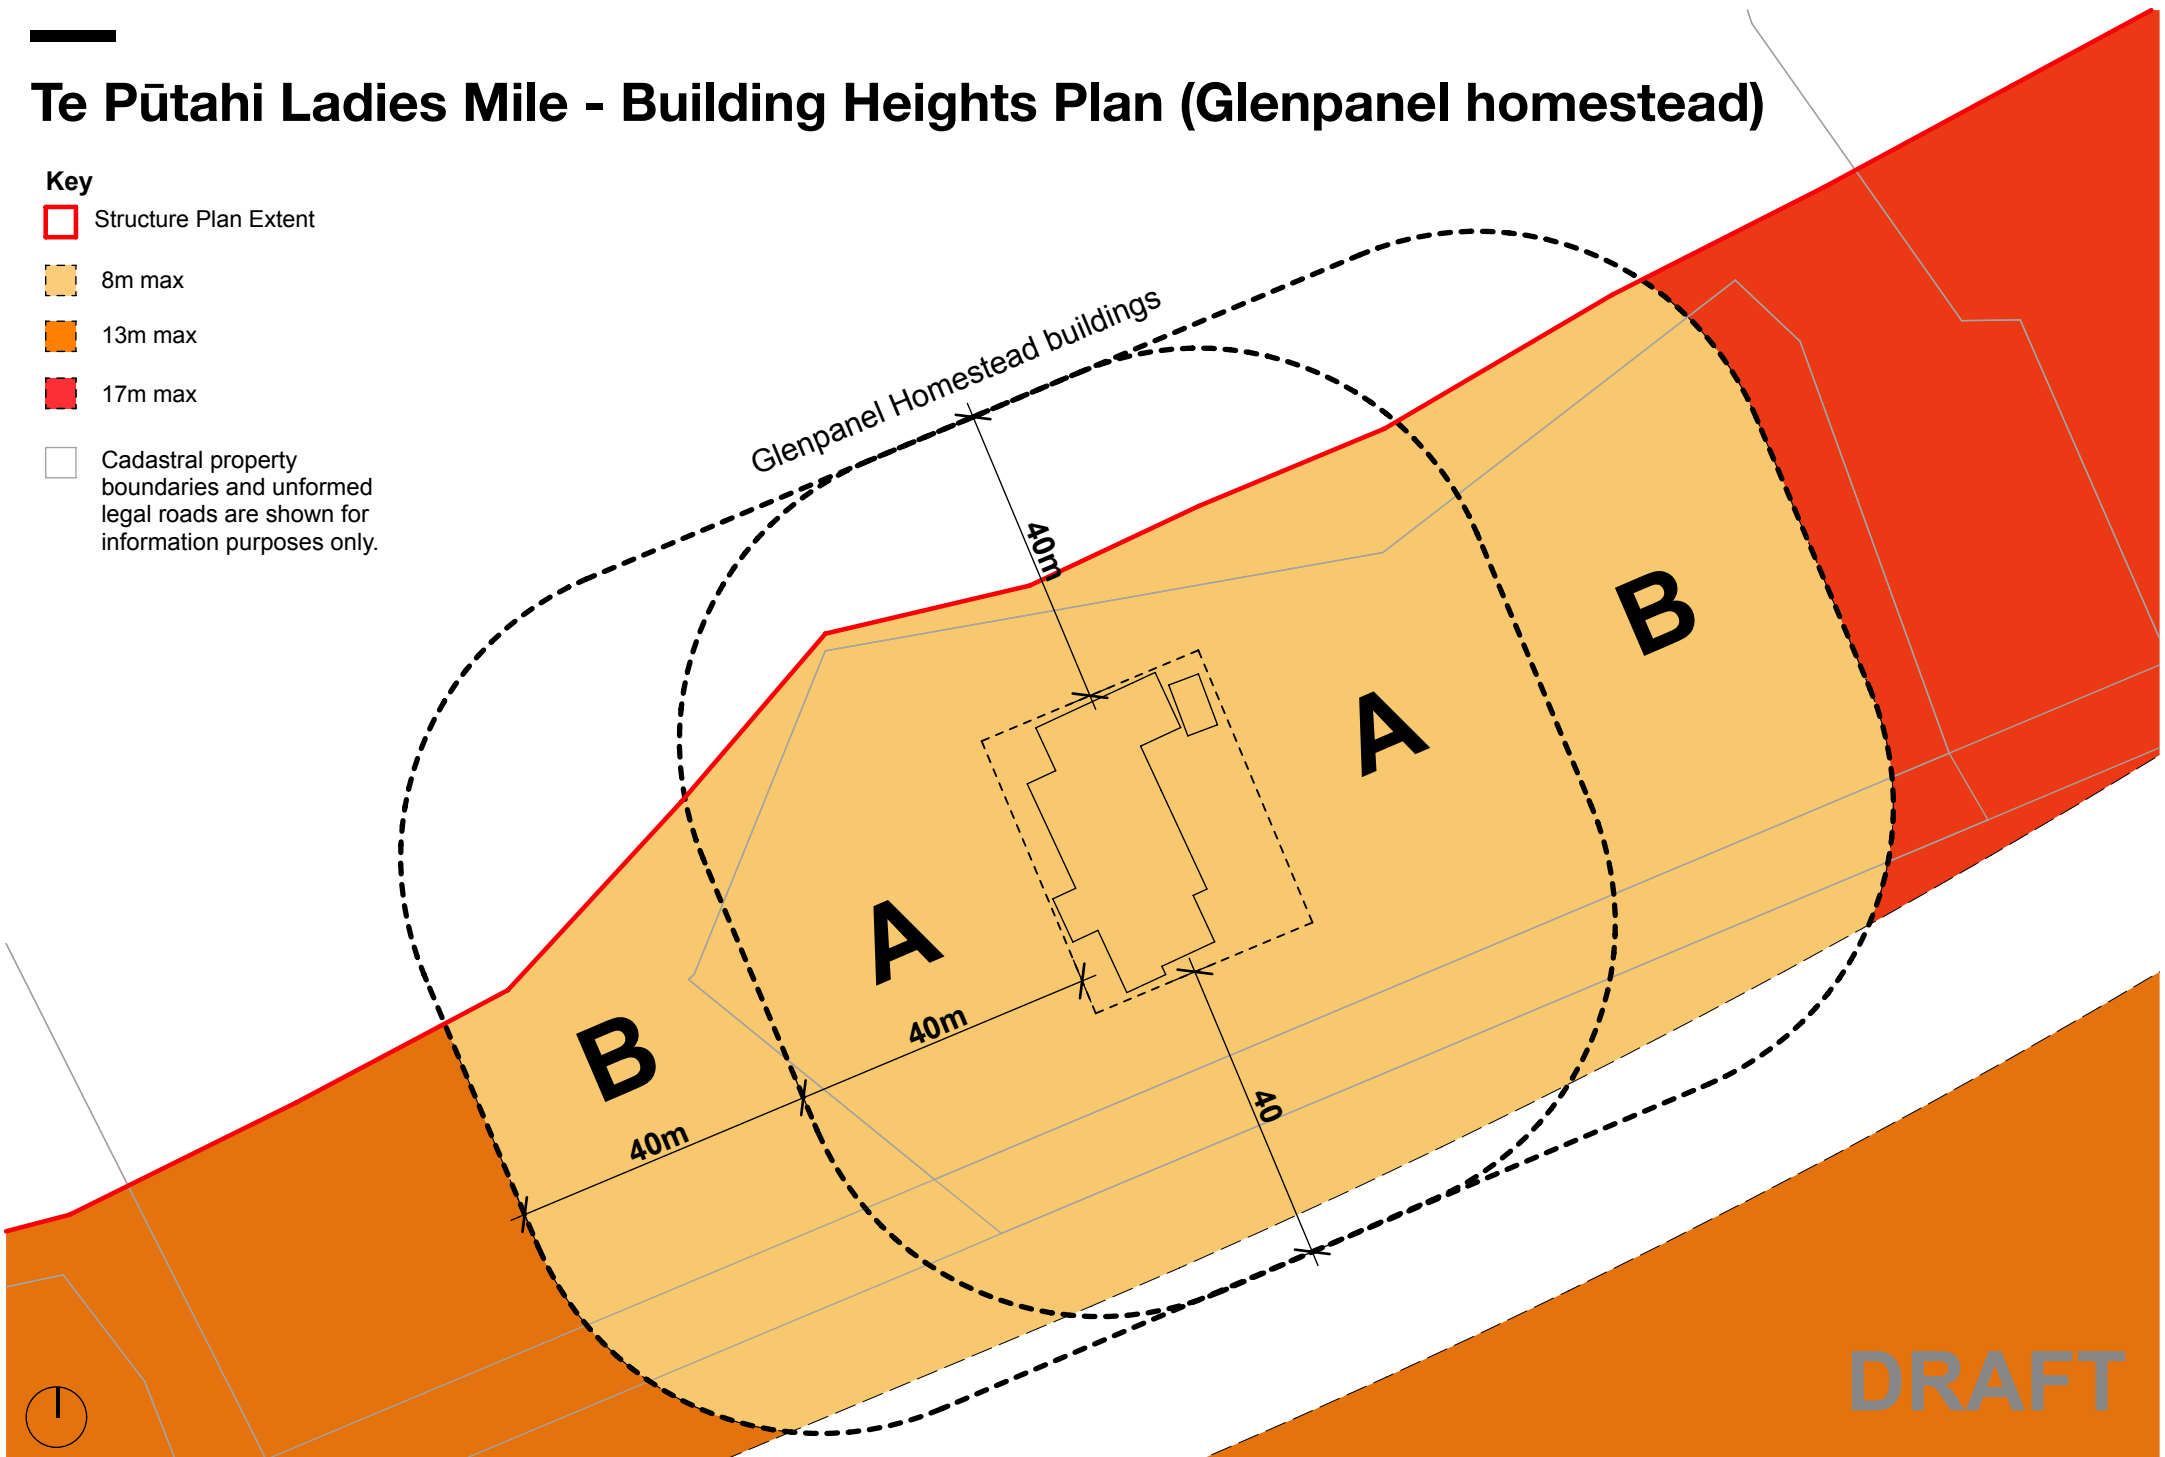 Te Pūtahi Ladies Mile - Building Heights Plan (Glenpanel homestead)
Key
Structure Plan Extent
8m max
13m max
17m max
Cadastral property
boundaries and unformed
legal roads are shown for
information purposes only.
Glenpanel Homestead buildings
40m
B
A
A
B
40m
40m
40
DRAFT